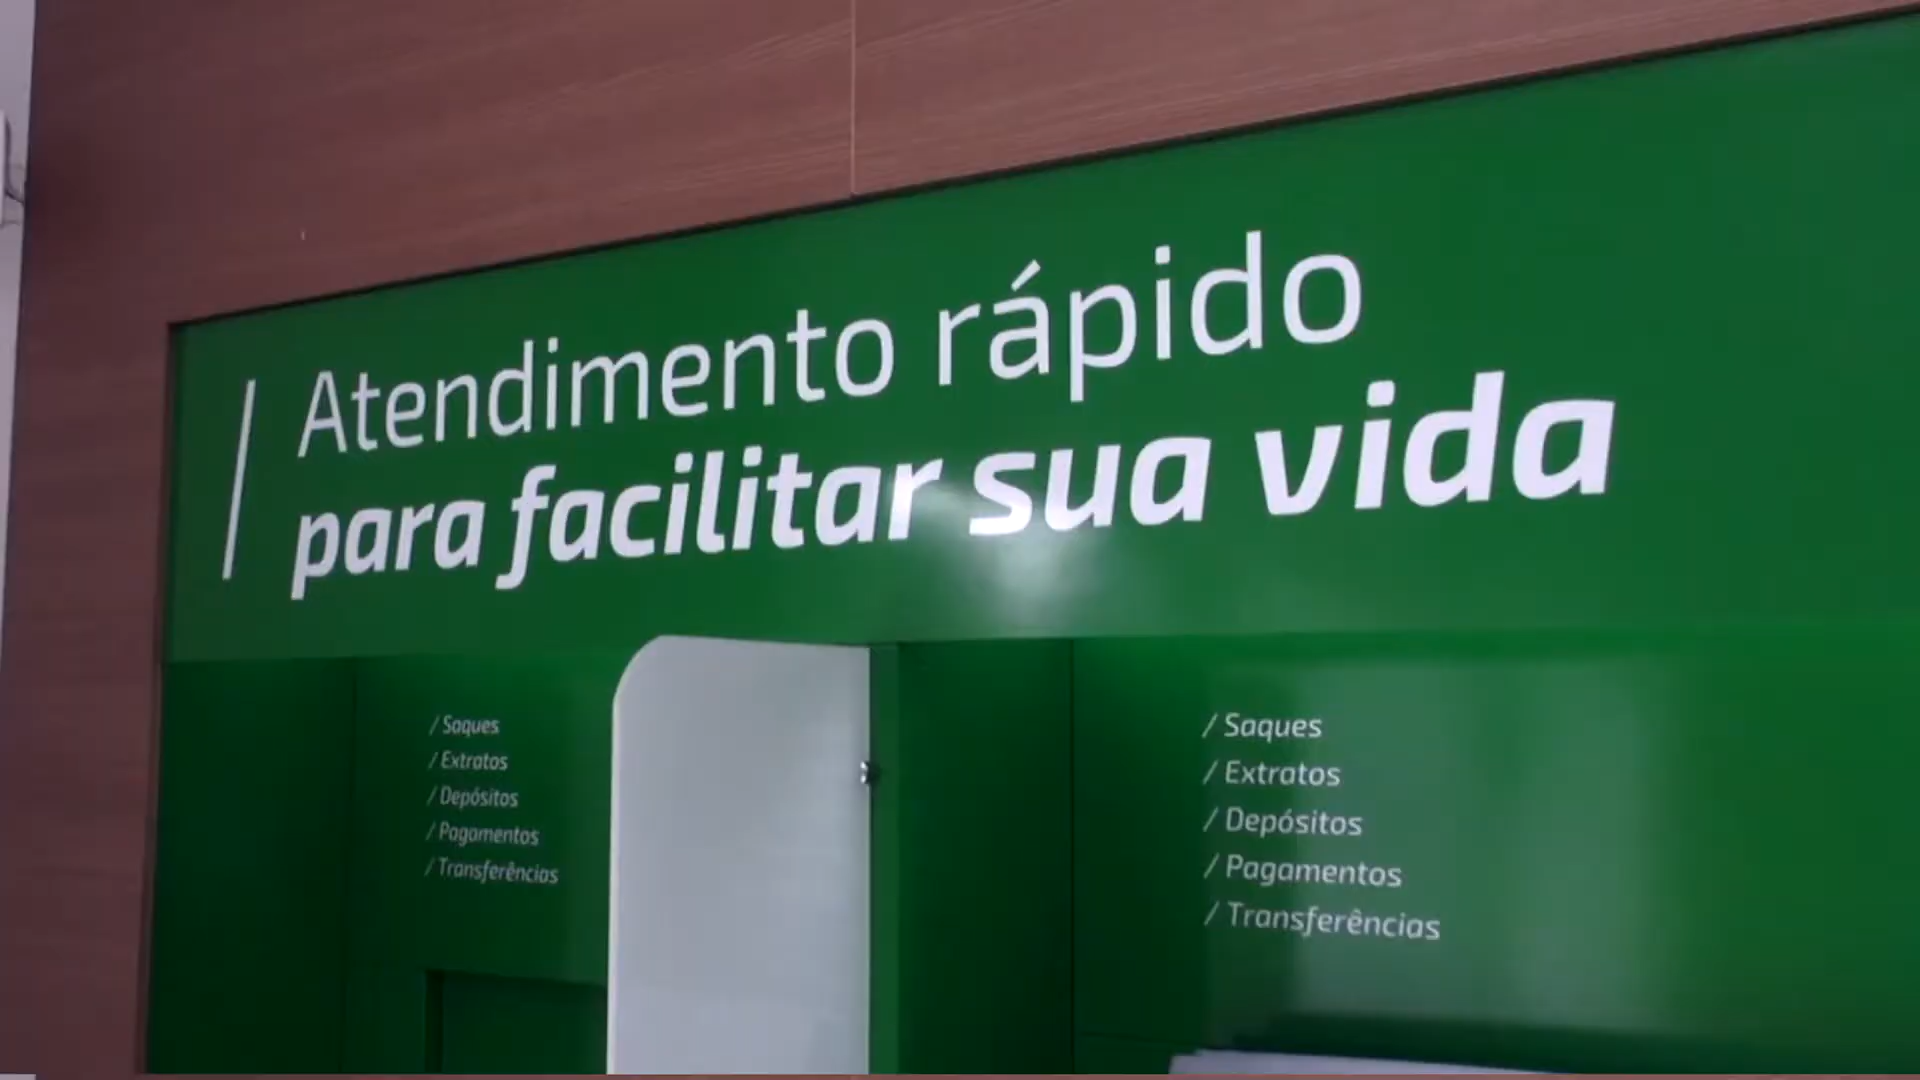 Atendimento rápido
para facilitar sua vida
/ Saques
/ Extratos
/ Depósitos
/ Pagamentos
/ Transferências
/ Saques
/ Extratos
/ Depósitos
/ Pagamentos
/ Transferências